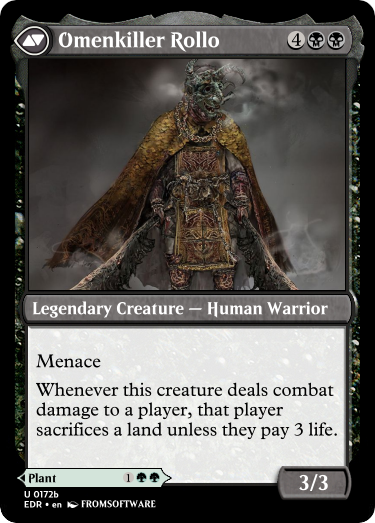 Omenkiller Rollo 4
Legendary Creature — Human Warrior
Menace
Whenever this creature deals combat
damage to a player, that player
sacrifices a land unless they pay 3 life.
Plant 1
3/3
U 0172b
EDR • en FROMSOFTWARE